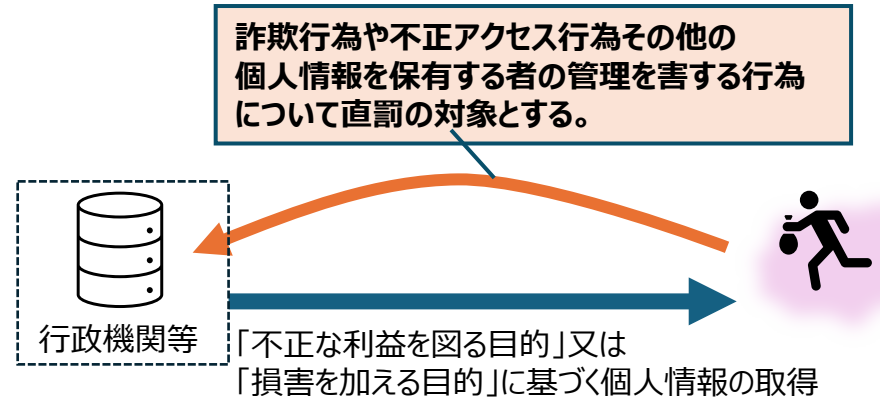 詐欺行為や不正アクセス行為その他の
個人情報を保有する者の管理を害する行為
について直罰の対象とする。
行政機関等
「不正な利益を図る目的」又は
「損害を加える目的」に基づく個人情報の取得